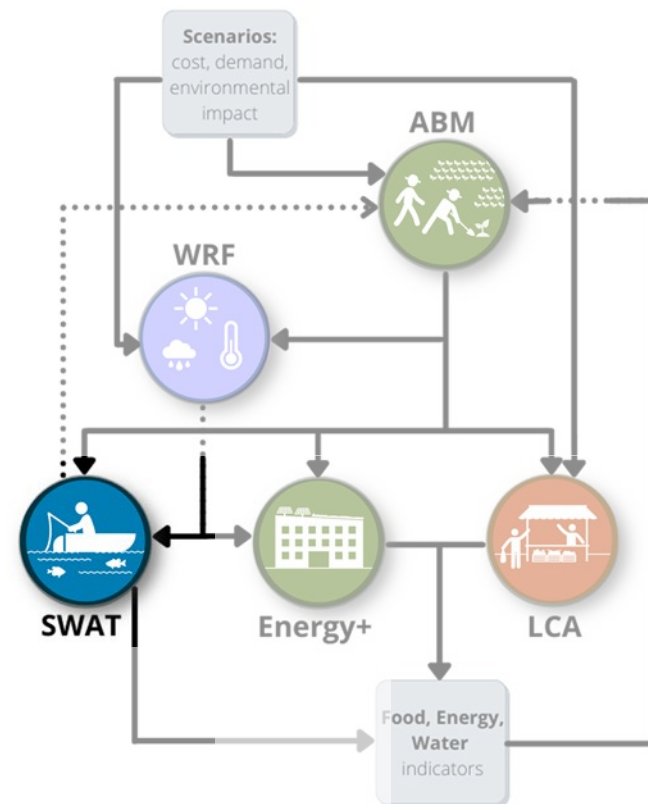 Scenarios:
cost, demand,
environmental
impact
ABM
WRF
SWAT
Energy+
LCA
Food, Energy,
Water
indicators